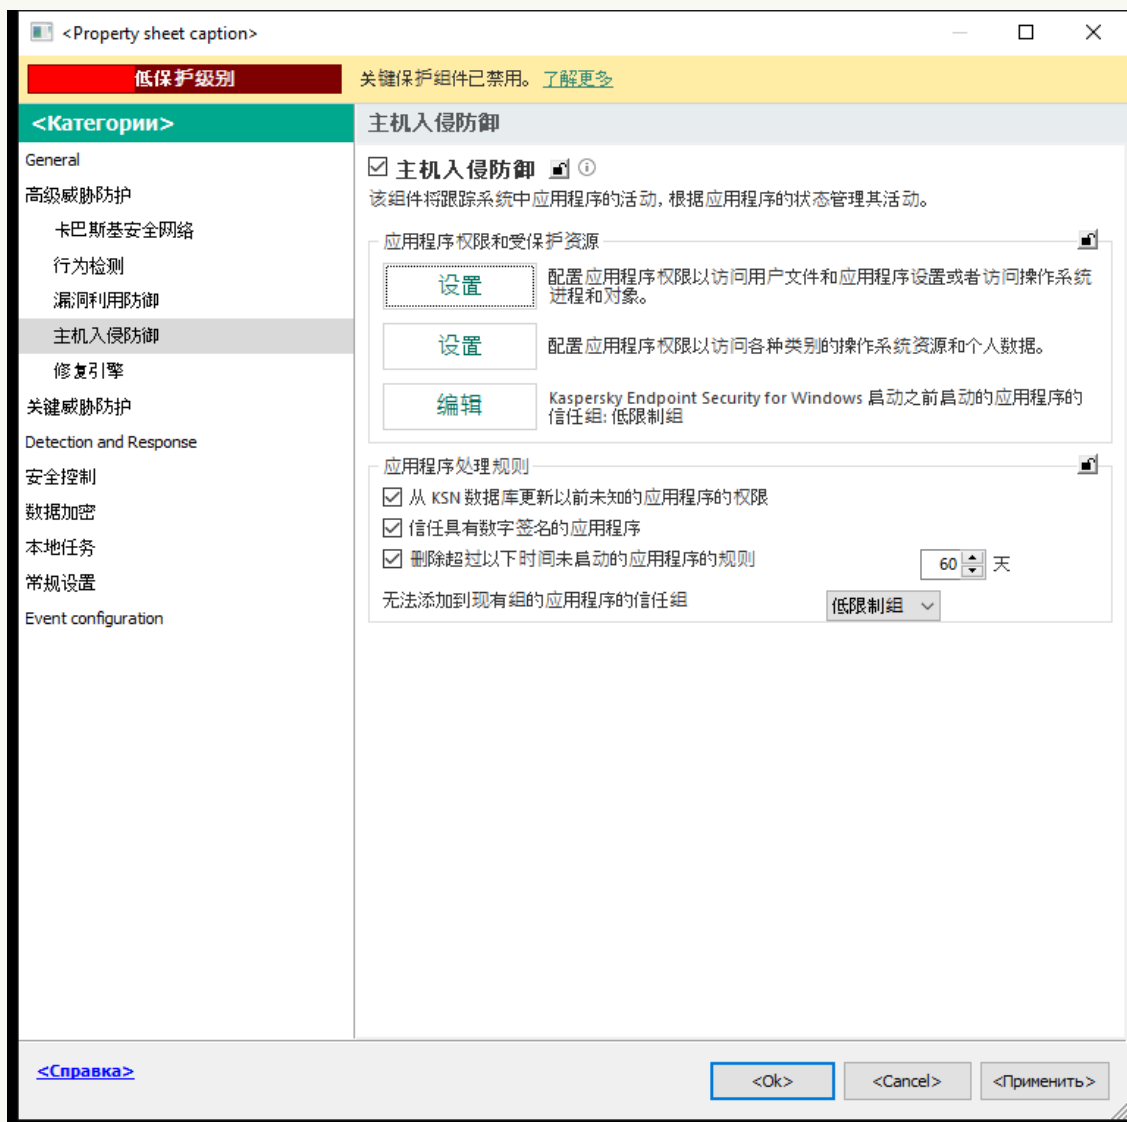 <Property sheet caption>
低保护级别
关键保护组件已禁用。 了解更多
<Категории>
General
高级威胁防护
卡巴斯基安全网络
行为检测
漏洞利用防御
主机入侵防御
修复引擎
关键威胁防护
Detection and Response
安全控制
数据加密
本地任务
常规设置
Event configuration
主机入侵防御
主机入侵防御
该组件将跟踪系统中应用程序的活动, 根据应用程序的状态管理其活动。
应用程序权限和受保护资源
设置
配置应用程序权限以访问用户文件和应用程序设置或者访问操作系统
进程和对象。
设置
配置应用程序权限以访问各种类别的操作系统资源和个人数据。
编辑
Kaspersky Endpoint Security for Windows 启动之前启动的应用程序的
信任组: 低限制组
应用程序处理规则
从 KSN 数据库更新以前未知的应用程序的权限
信任具有数字签名的应用程序
删除超过以下时间未启动的应用程序的规则
60 天
无法添加到现有组的应用程序的信任组
低限制组
<Справка>
<Ok>
<Cancel>
<Применить>